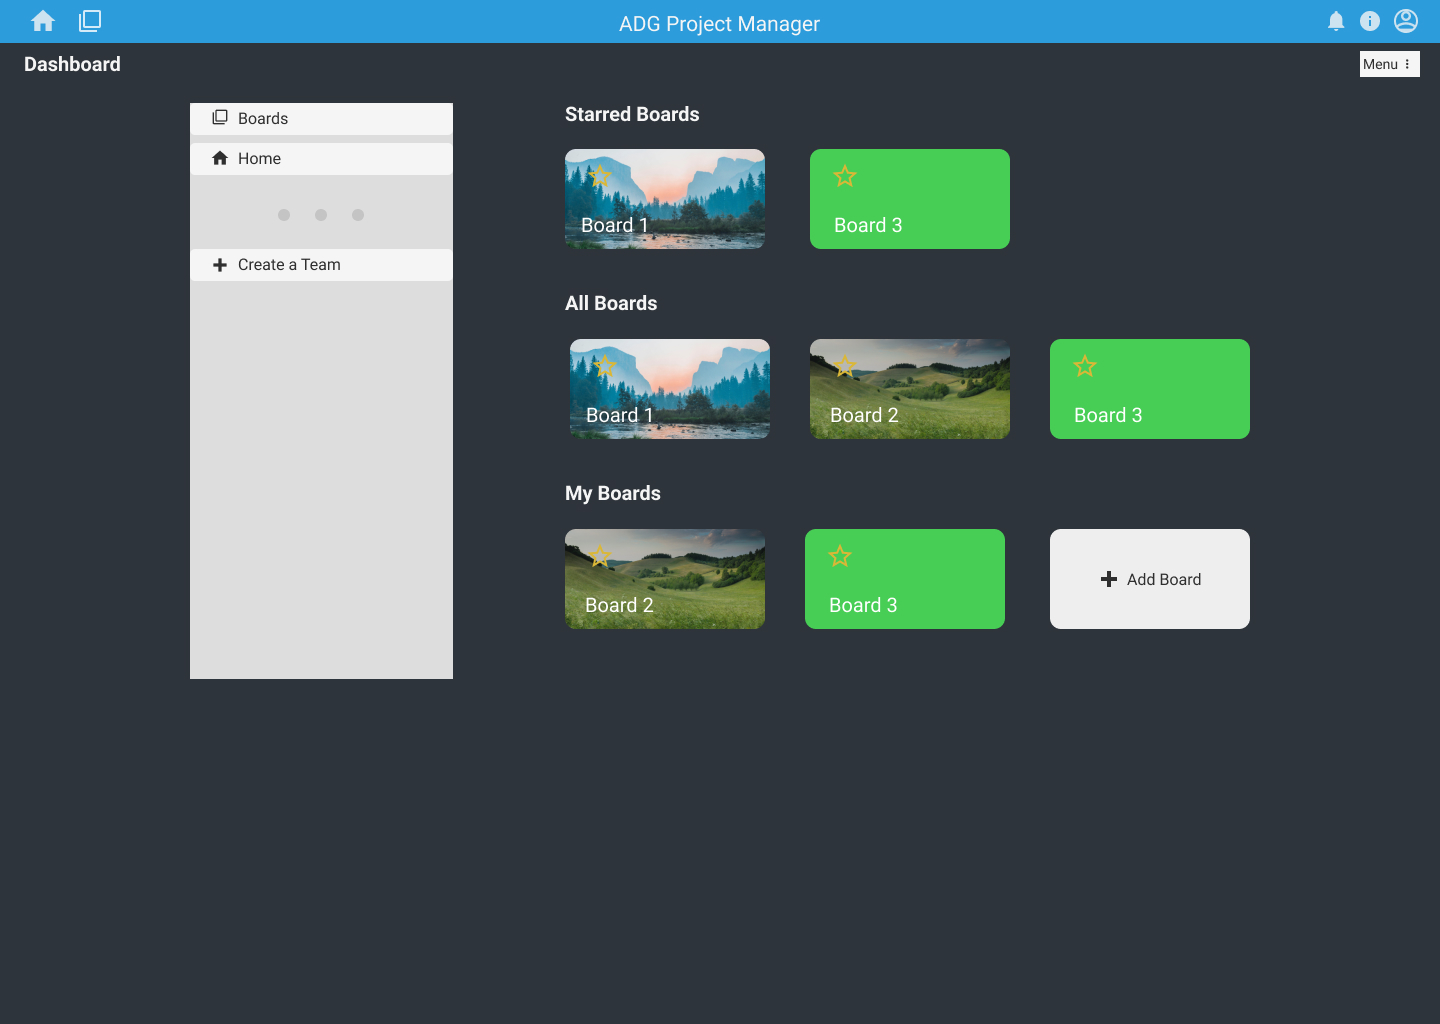 ADG Project Manager
Dashboard
Menu
Boards
Home
Create a Team
Starred Boards
Board 1
Board 3
All Boards
Board 1
Board 2
Board 3
My Boards
Board 2
Board 3
Add Board